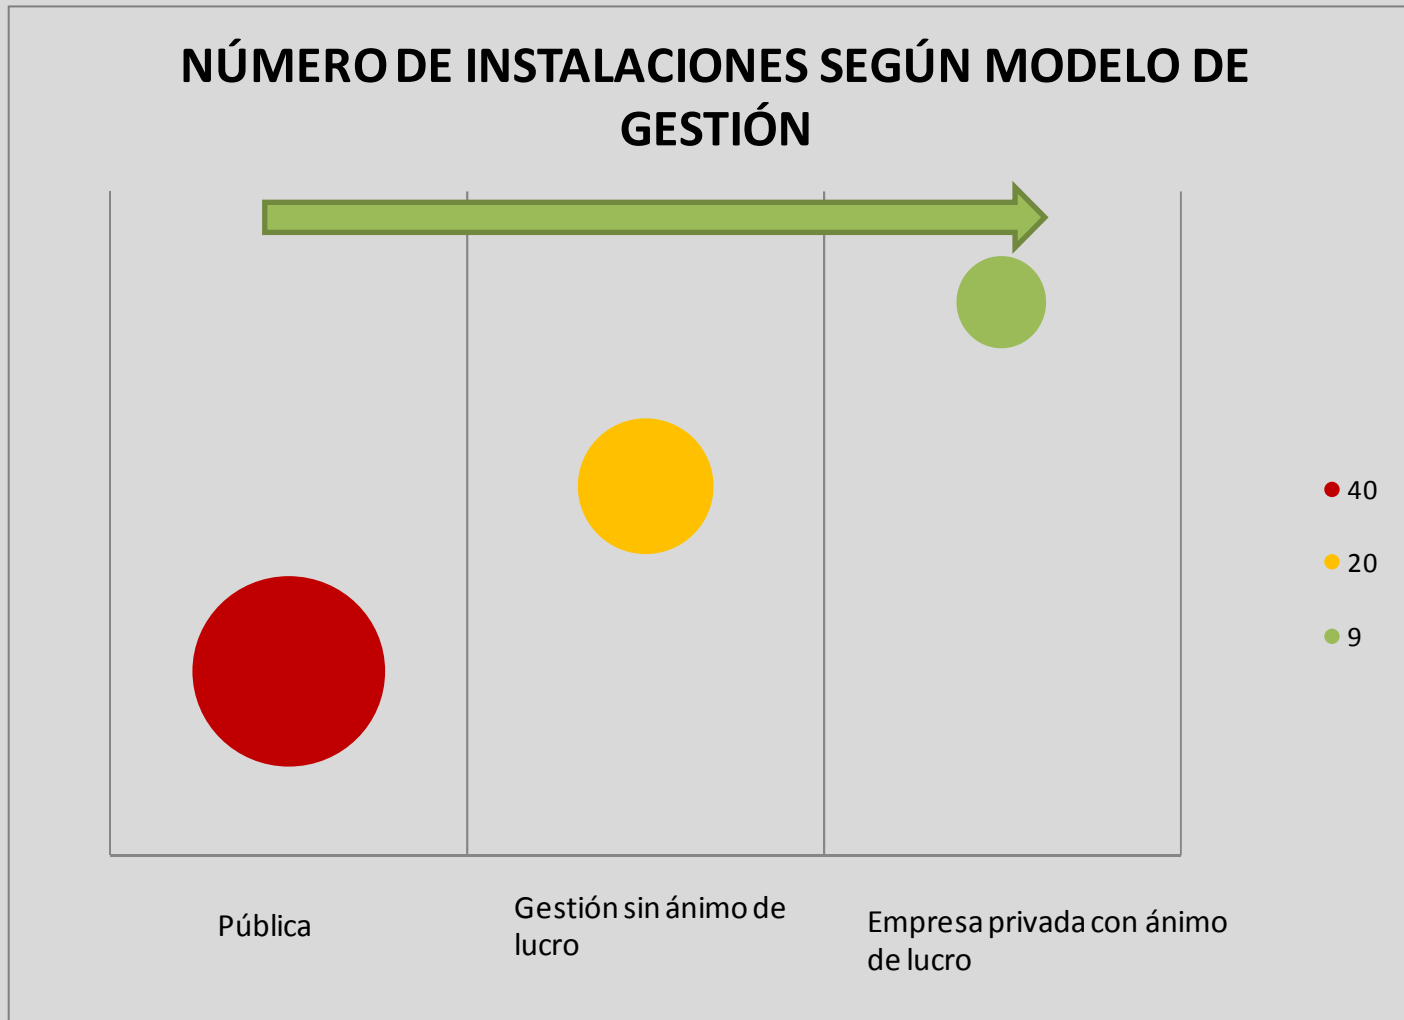 NÚMERO DE INSTALACIONES SEGÚN MODELO DE
GESTIÓN
40
20
9
Pública
Gestión sin ánimo de
lucro
Empresa privada con ánimo
de lucro